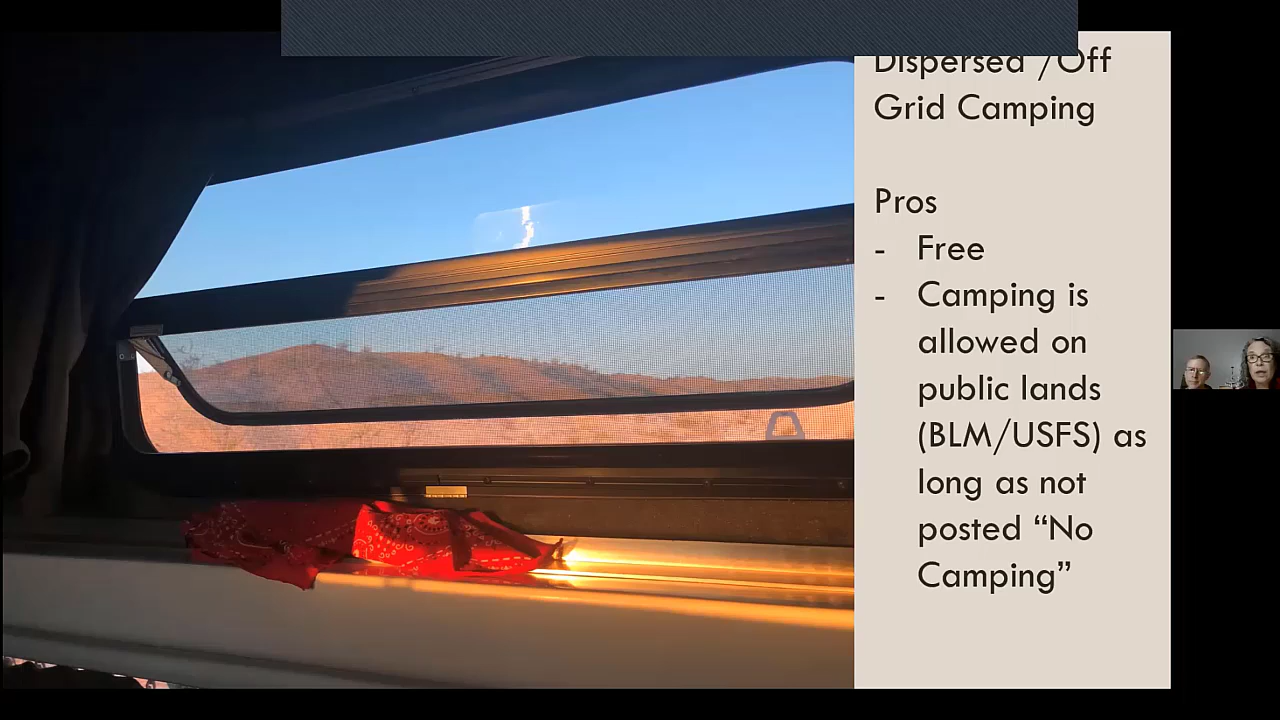 Dispersed /Off
Grid Camping
Pros
- Free
- Camping is
allowed on
public lands
(BLM/USFS) as
long as not
posted “No
Camping”